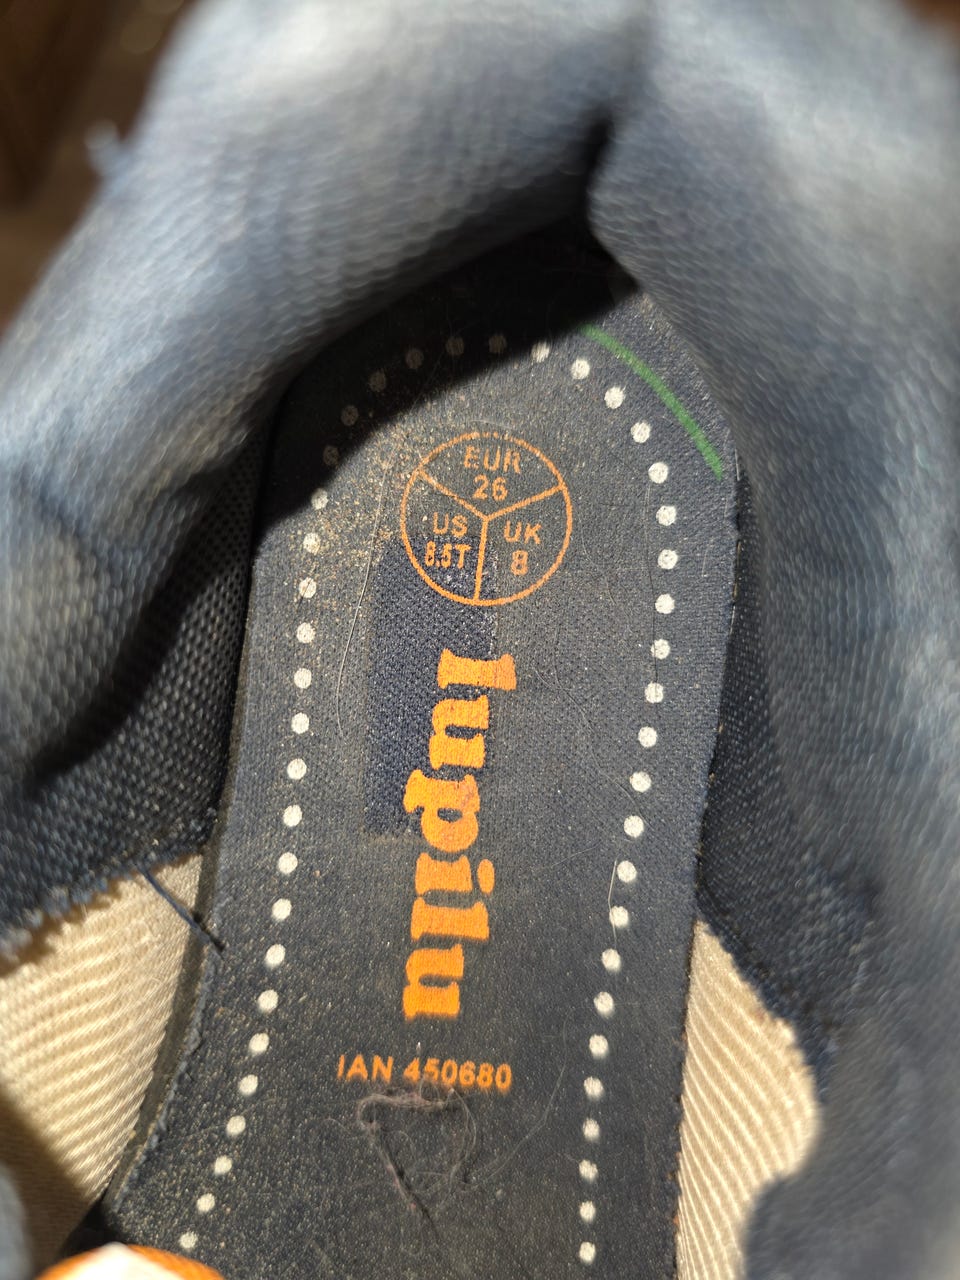 EUR
26
US
8.5T
UK
8
lupilu
IAN 450680